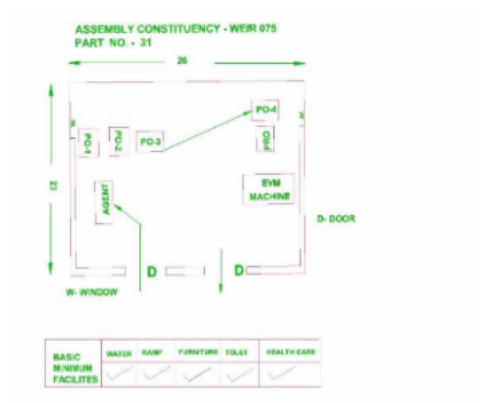 ASSEMBLY CONSTITUENCY - WEIR 075
PART NO. - 31
26
23
W
W
PO-1
PO-2
PO-3
PO-4
PRO
AGENT
EVM
MACHINE
D- DOOR
D
D
W- WINDOW
BASIC
MINIMUM
FACILITES
WATER
RAMP
FURNITURE
TOLET
HEALTH CARE